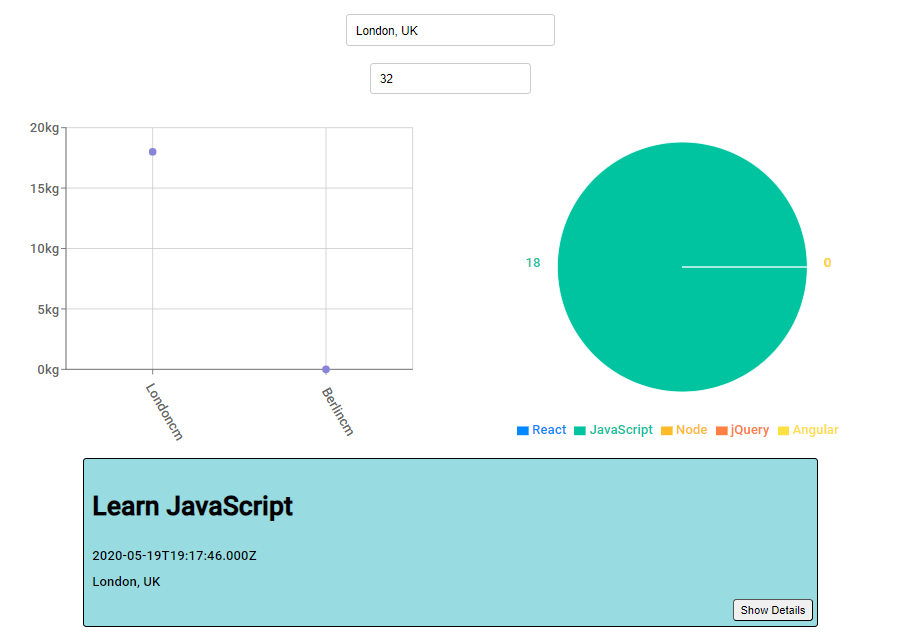 London, UK
32
20kg
15kg
10kg
5kg
0kg
Londoncm
Berlincm
18
0
React JavaScript Node jQuery Angular
Learn JavaScript
2020-05-19T19:17:46.000Z
London, UK
Show Details